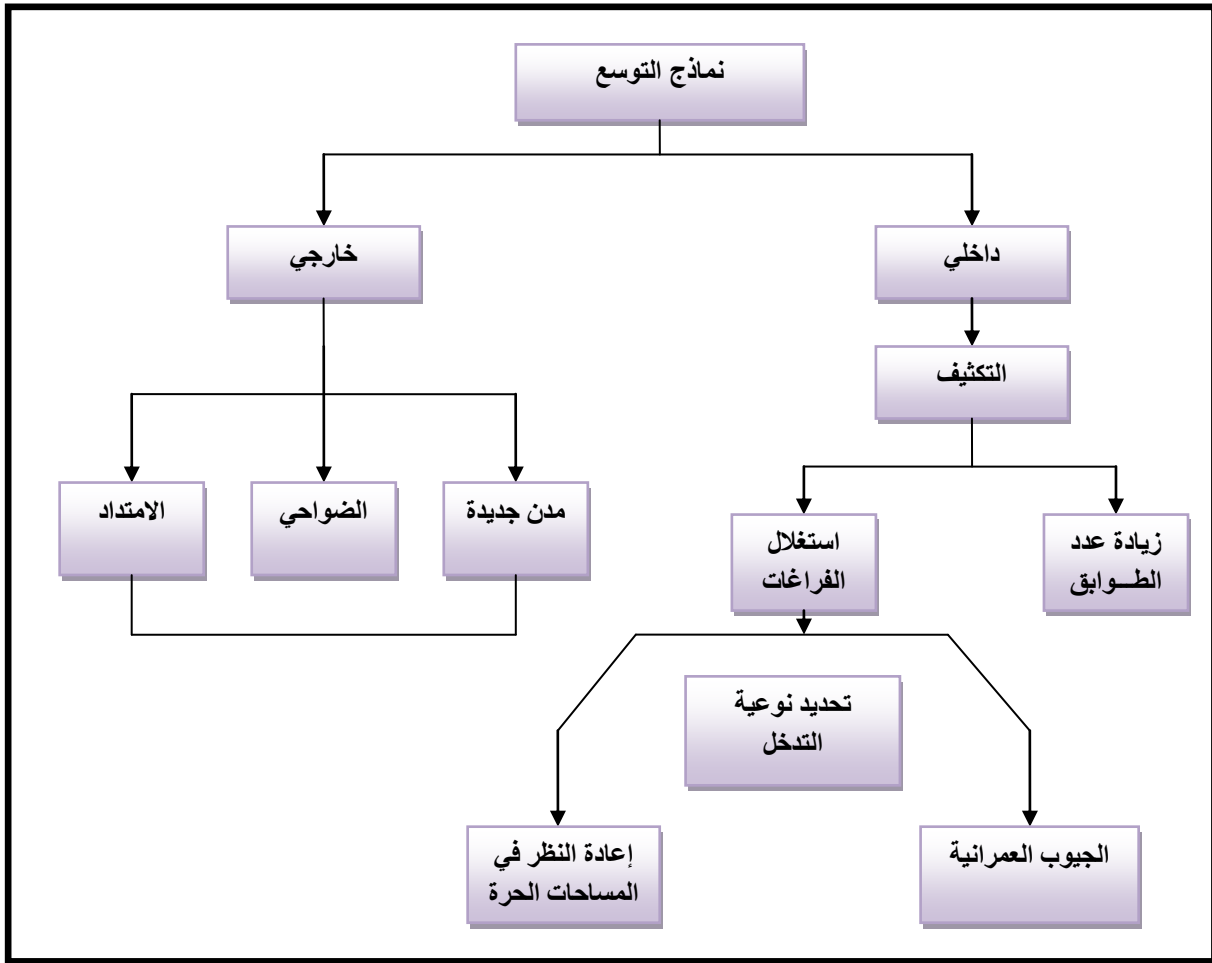 نماذج التوسع
داخلي
خارجي
التكثيف
مدن جديدة
الضواحي
الامتداد
زيادة عدد
الطـــوابق
استغلال
الفراغات
تحديد نوعية
التدخل
الجيوب العمرانية
إعادة النظر في
المساحات الحرة